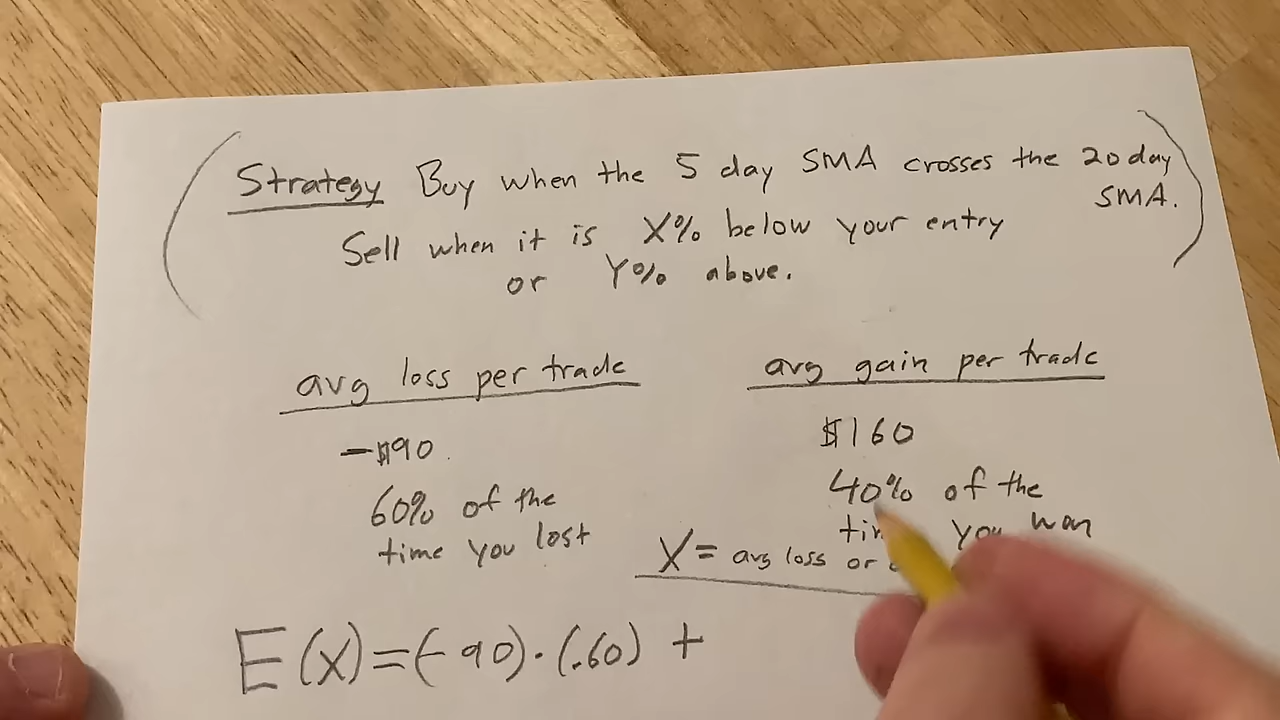 Strategy Buy when the 5 day SMA crosses the 20 day
SMA.
Sell when it is X% below your entry
or Y% above.
avg loss per trade
avg gain per trade
-$90
$160
60% of the
time you lost
40% of the
you won
X = avg loss or
E(X)=(-90)·(.60) +